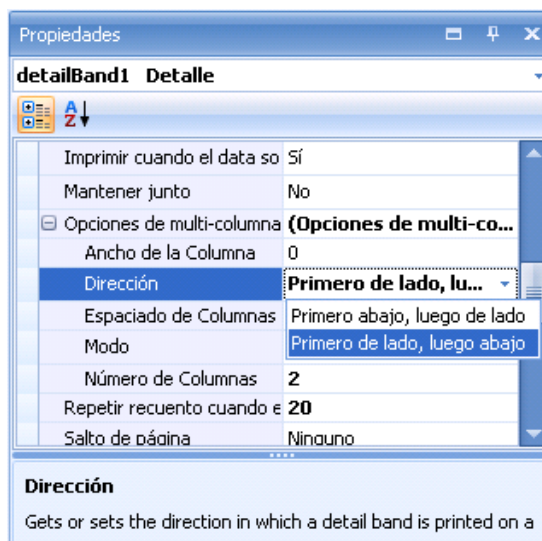 Propiedades
detailBand1 Detalle
Imprimir cuando el data so Sí
Mantener junto No
Opciones de multi-columna (Opciones de multi-co...
Ancho de la Columna 0
Dirección Primero de lado, lu...
Espaciado de Columnas Primero abajo, luego de lado
Modo Primero de lado, luego abajo
Número de Columnas 2
Repetir recuento cuando e 20
Salto de página Ninguno
Dirección
Gets or sets the direction in which a detail band is printed on a